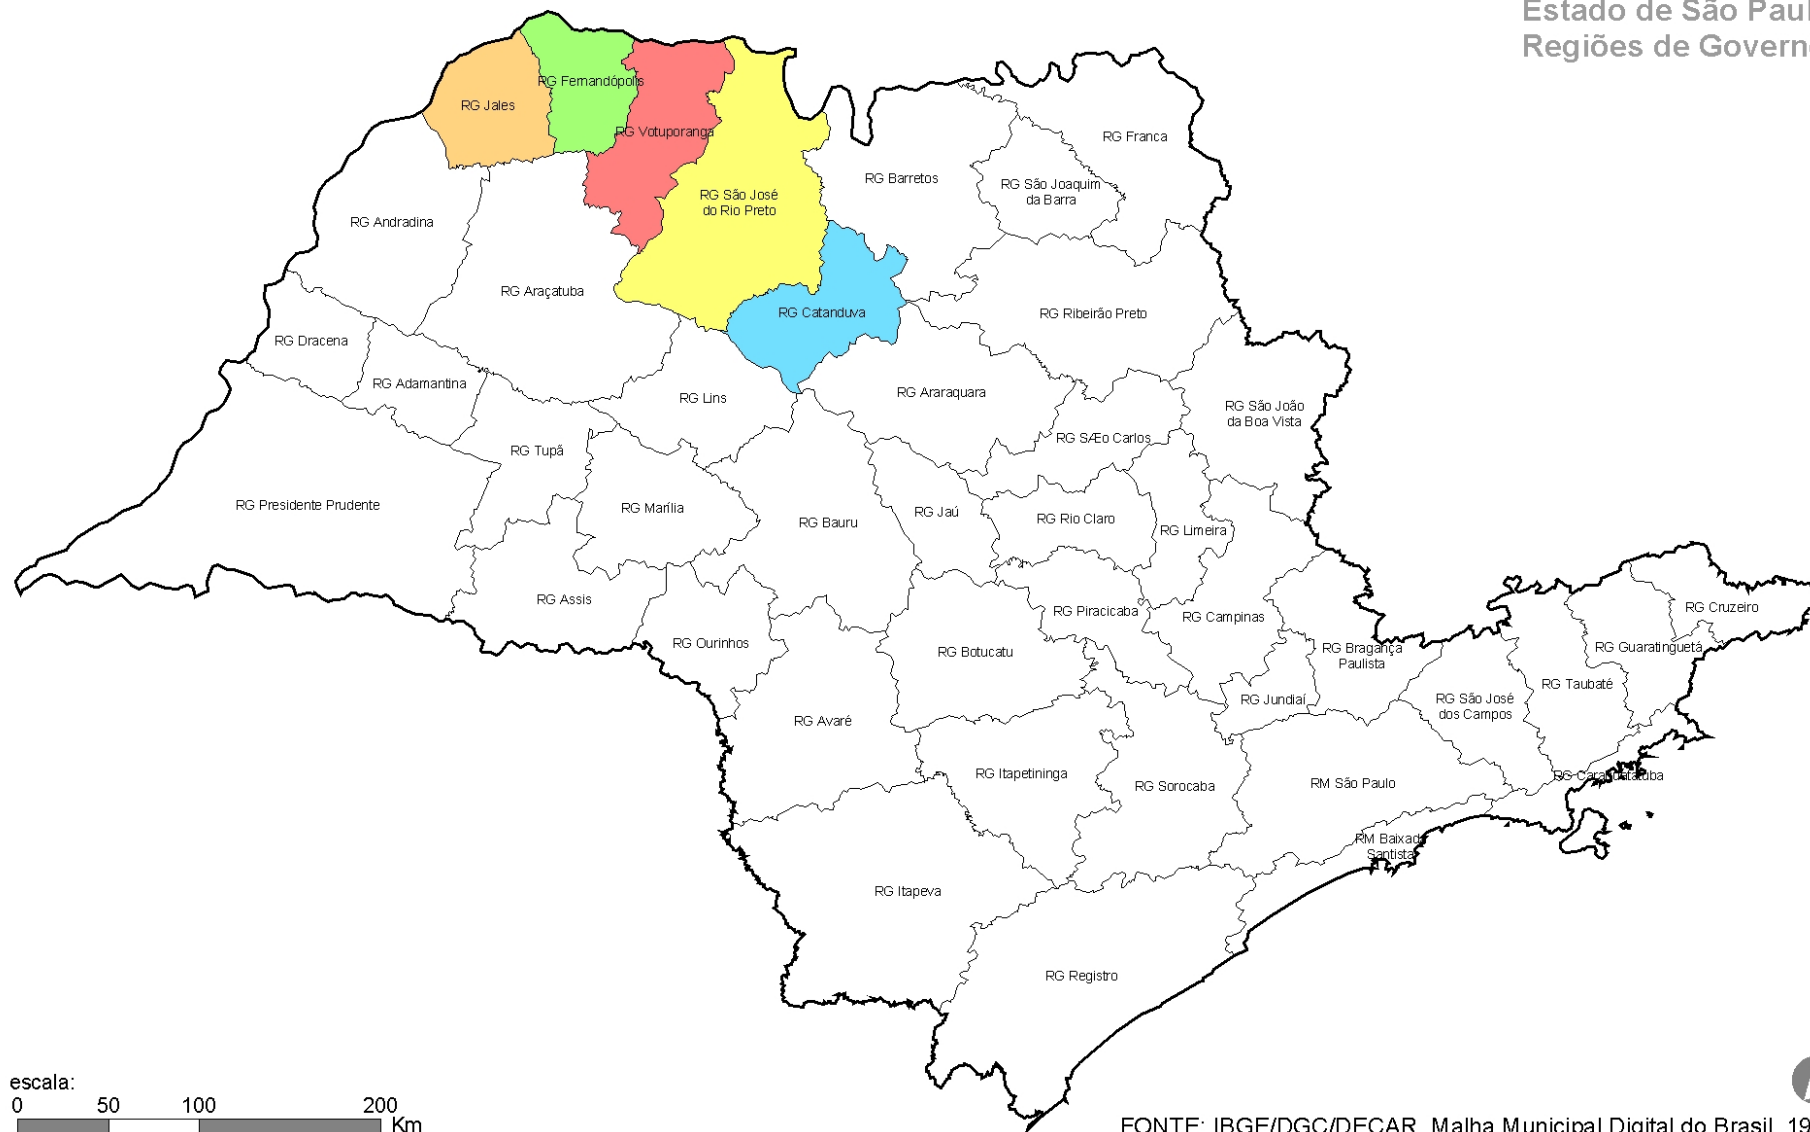 Estado de São Paul
Regiões de Govern
RG Fernandópolis
RG Jales
RG Votuporanga
RG Franca
RG Barretos
RG São Joaquim
da Barra
RG São José
do Rio Preto
RG Andradina
RG Araçatuba
RG Catanduva
RG Ribeirão Preto
RG Dracena
RG Adamantina
RG Lins
RG Araraquara
RG São João
da Boa Vista
RG SÆo Carlos
RG Tupã
RG Presidente Prudente
RG Marília
RG Bauru
RG Jaú
RG Rio Claro
RG Limeira
RG Assis
RG Piracicaba
RG Campinas
RG Cruzeiro
RG Ourinhos
RG Botucatu
RG Bragança
Paulista
RG Guaratinguetá
RG Taubaté
RG Jundiaí
RG São José
dos Campos
RG Avaré
RG Itapetininga
RG Sorocaba
RM São Paulo
RG Caraguatatuba
RM Baixada
Santista
RG Itapeva
RG Registro
escala:
0 50 100 200
Km
FONTE: IBGE/DGC/DECAR. Malha Municipal Digital do Brasil, 19